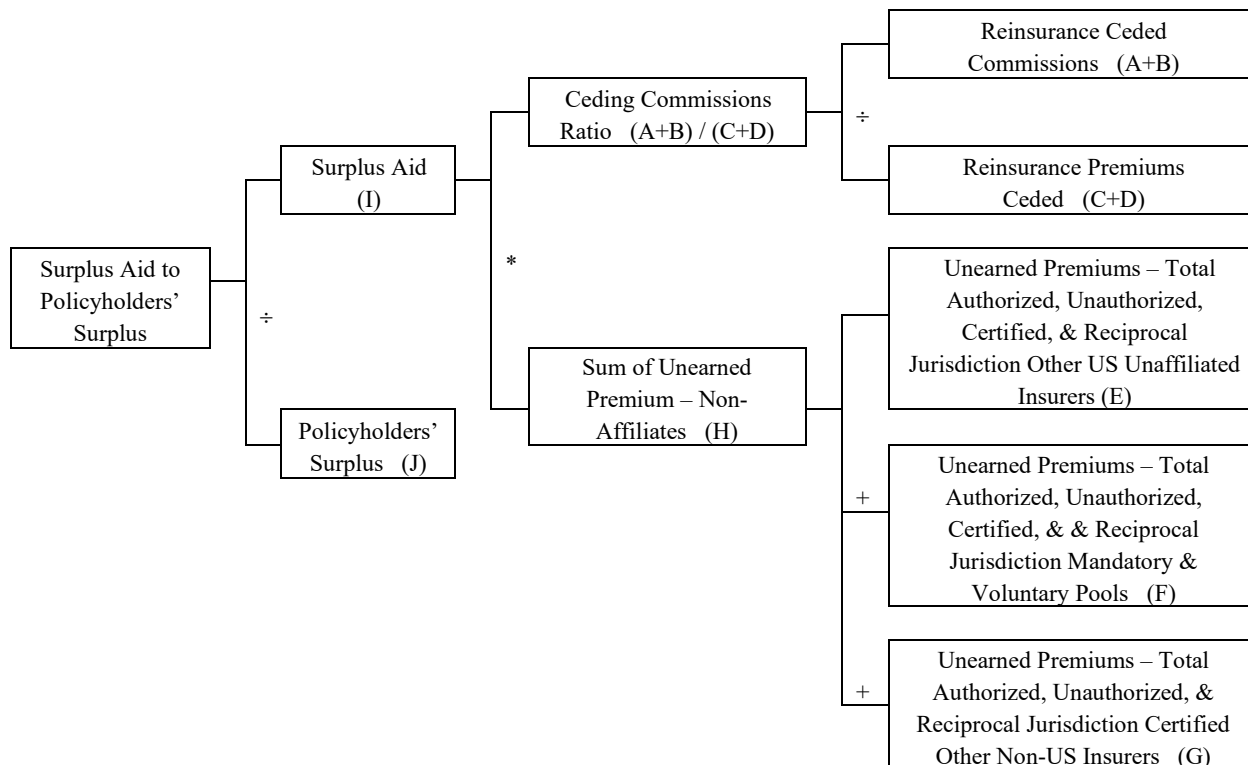 Surplus Aid to
Policyholders’
Surplus
÷
Surplus Aid
(I)
Policyholders’
Surplus (J)
*
Ceding Commissions
Ratio (A+B) / (C+D)
Sum of Unearned
Premium – Non-
Affiliates (H)
÷
Reinsurance Ceded
Commissions (A+B)
Reinsurance Premiums
Ceded (C+D)
Unearned Premiums – Total
Authorized, Unauthorized,
Certified, & Reciprocal
Jurisdiction Other US Unaffiliated
Insurers (E)
+
Unearned Premiums – Total
Authorized, Unauthorized,
Certified, & & Reciprocal
Jurisdiction Mandatory &
Voluntary Pools (F)
+
Unearned Premiums – Total
Authorized, Unauthorized, &
Reciprocal Jurisdiction Certified
Other Non-US Insurers (G)